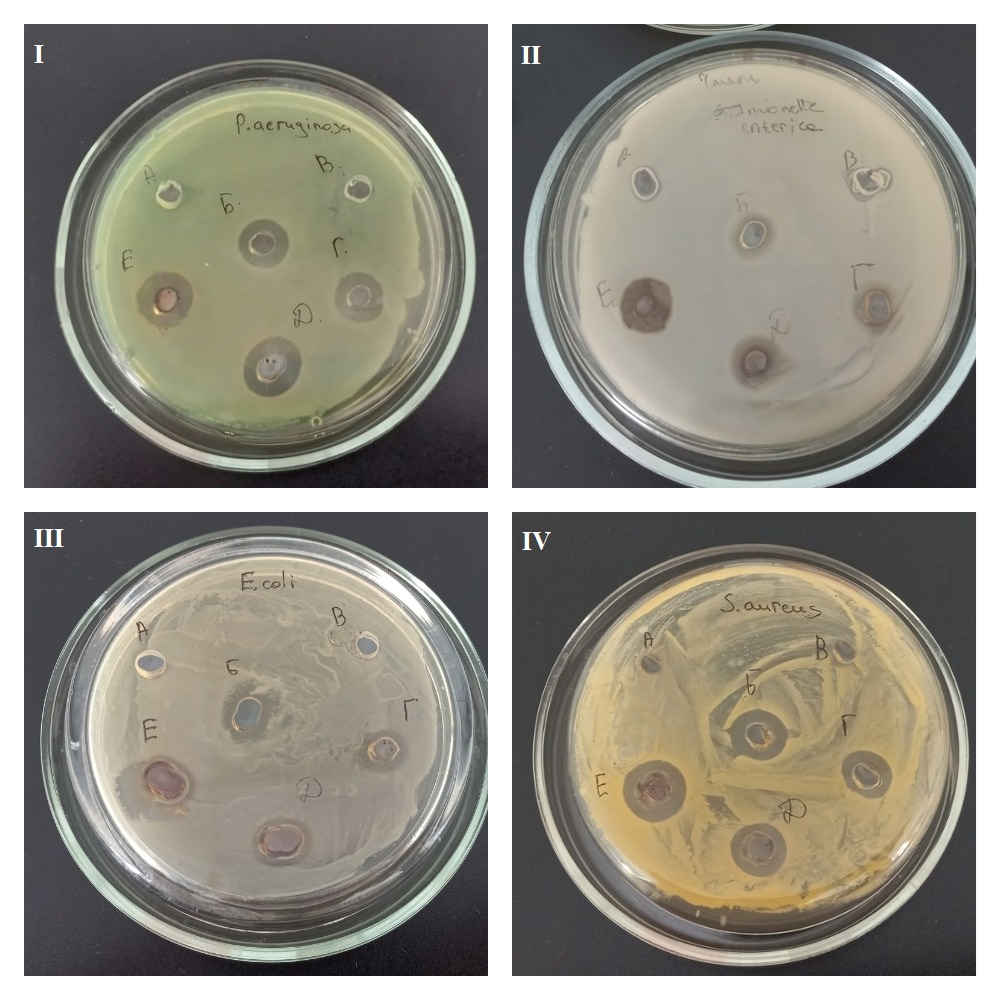 I
P.aeruginosa
А.
В.
Б.
Г.
Е
Д.
II
enterica
А
В
Б
Г
Е
Д
III
E.coli
А
В
Б
Г
Е
Д
IV
S.aureus
А
В
Б
Г
Е
Д